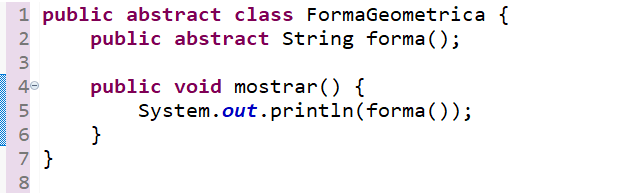 1 public abstract class FormaGeometrica {
2     public abstract String forma();
3
4     public void mostrar() {
5         System.out.println(forma());
6     }
7 }
8